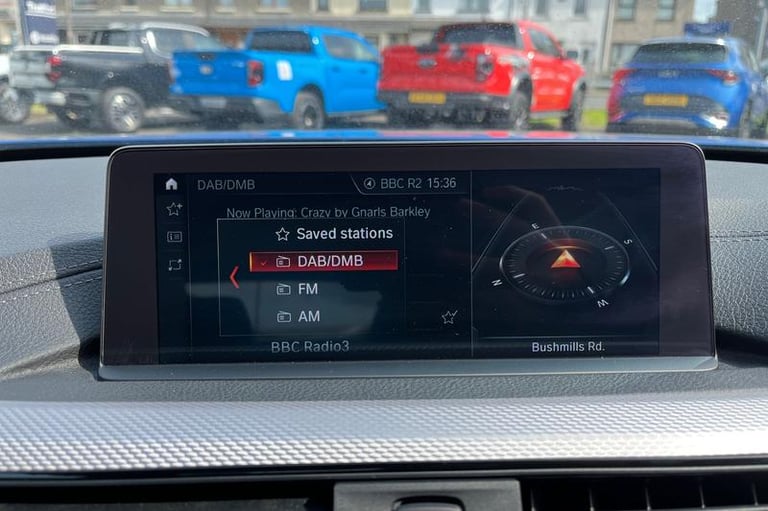 DAB/DMB
BBC R2 15:36
Now Playing: Crazy by Gnarls Barkley
Saved stations
DAB/DMB
FM
AM
BBC Radio3
E
S
N
W
Bushmills Rd.